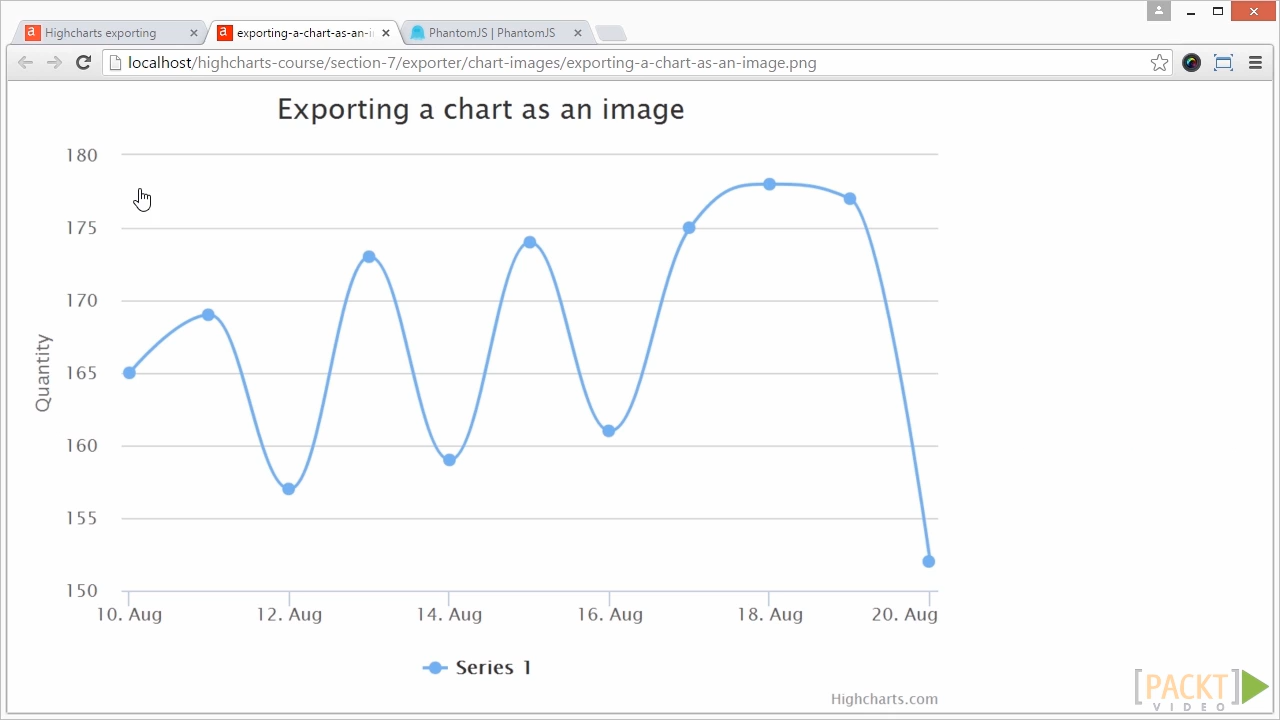 Highcharts exporting
exporting-a-chart-as-an-i
PhantomJS | PhantomJS
localhost/highcharts-course/section-7/exporter/chart-images/exporting-a-chart-as-an-image.png
Exporting a chart as an image
180
175
170
165
160
155
150
Quantity
10. Aug
12. Aug
14. Aug
16. Aug
18. Aug
20. Aug
Series 1
Highcharts.com
[PACKT]
VIDEO